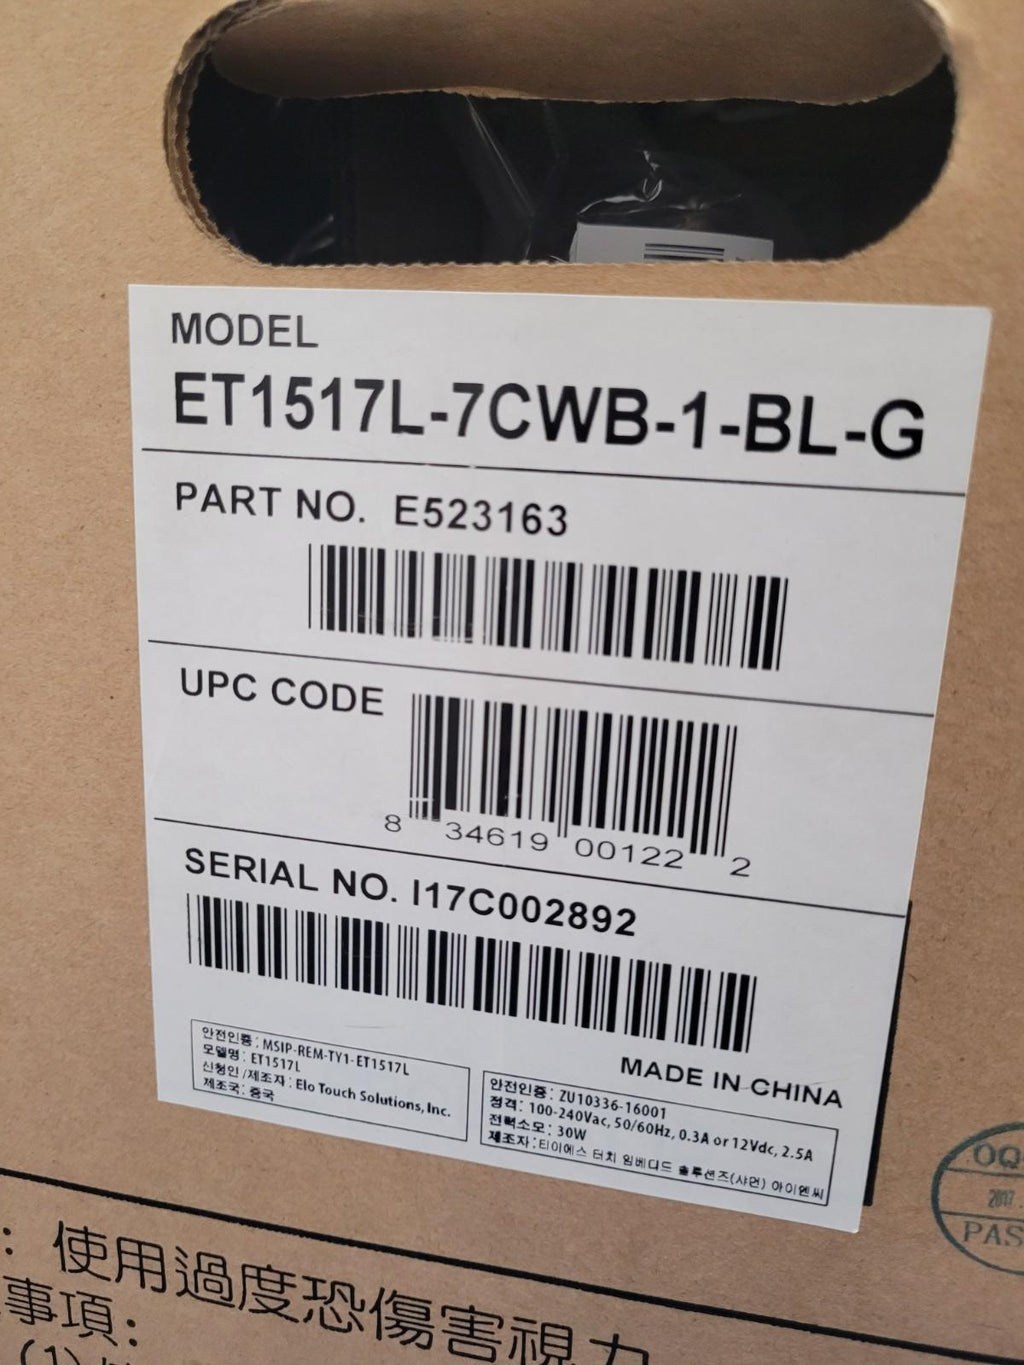 MODEL
ET1517L-7CWB-1-BL-G
PART NO. E523163
UPC CODE
8 34619 00122 2
SERIAL NO. I17C002892
MADE IN CHINA
안전인증: MSIP-REM-TY1-ET1517L
모델명: ET1517L
신청인/제조자: Elo Touch Solutions, Inc.
제조국: 중국
안전인증: ZU10336-16001
정격: 100-240Vac, 50/60Hz, 0.3A or 12Vdc, 2.5A
전력소모: 30W
제조자: 티이에스 터치 임베디드 솔루션즈(샤먼) 아이엔씨
2017
PAS
: 使用過度恐傷害視力
事項:
(1)